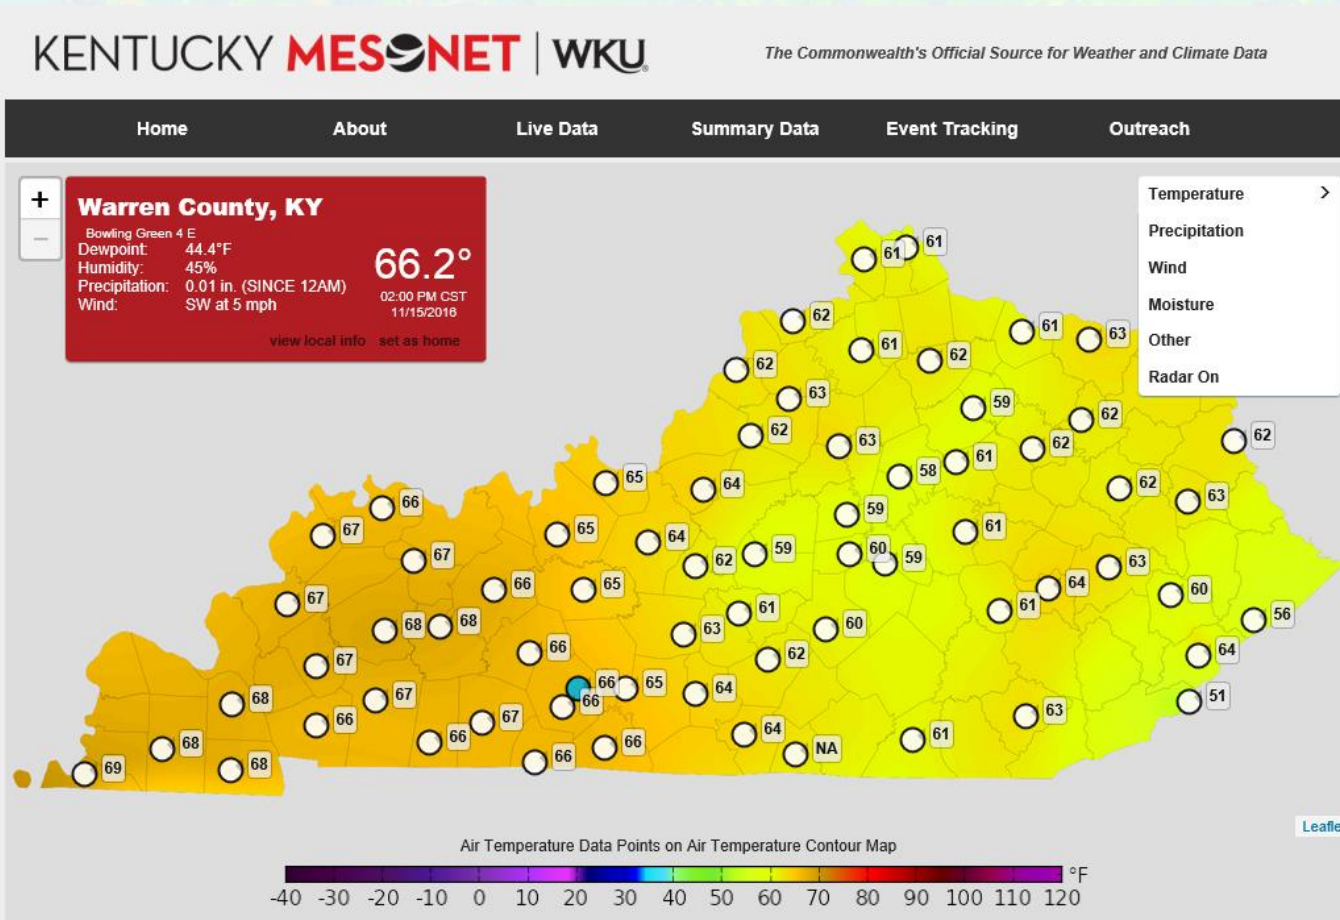 KENTUCKY MESONET | WKU
The Commonwealth's Official Source for Weather and Climate Data
Home About Live Data Summary Data Event Tracking Outreach
+
−
Warren County, KY
Bowling Green 4 E
Dewpoint: 44.4°F
Humidity: 45%
Precipitation: 0.01 in. (SINCE 12AM)
Wind: SW at 5 mph
66.2°
02:00 PM CST
11/15/2016
view local info set as home
Temperature >
Precipitation
Wind
Moisture
Other
Radar On
61 61
62
61 63
61 62
62
63 59
62 62
63 62 62
61
65 58
64 62 63
66 59
67 65 61
64
67 62 59 60 59 63
66 65 64 60
67 61 61 56
68 68 63 60
66 62 64
67
66 65 64 51
68 67 66
66 67 63
68 66 66 64 61
69 68 66 NA
Leafle
Air Temperature Data Points on Air Temperature Contour Map
°F
-40 -30 -20 -10 0 10 20 30 40 50 60 70 80 90 100 110 120